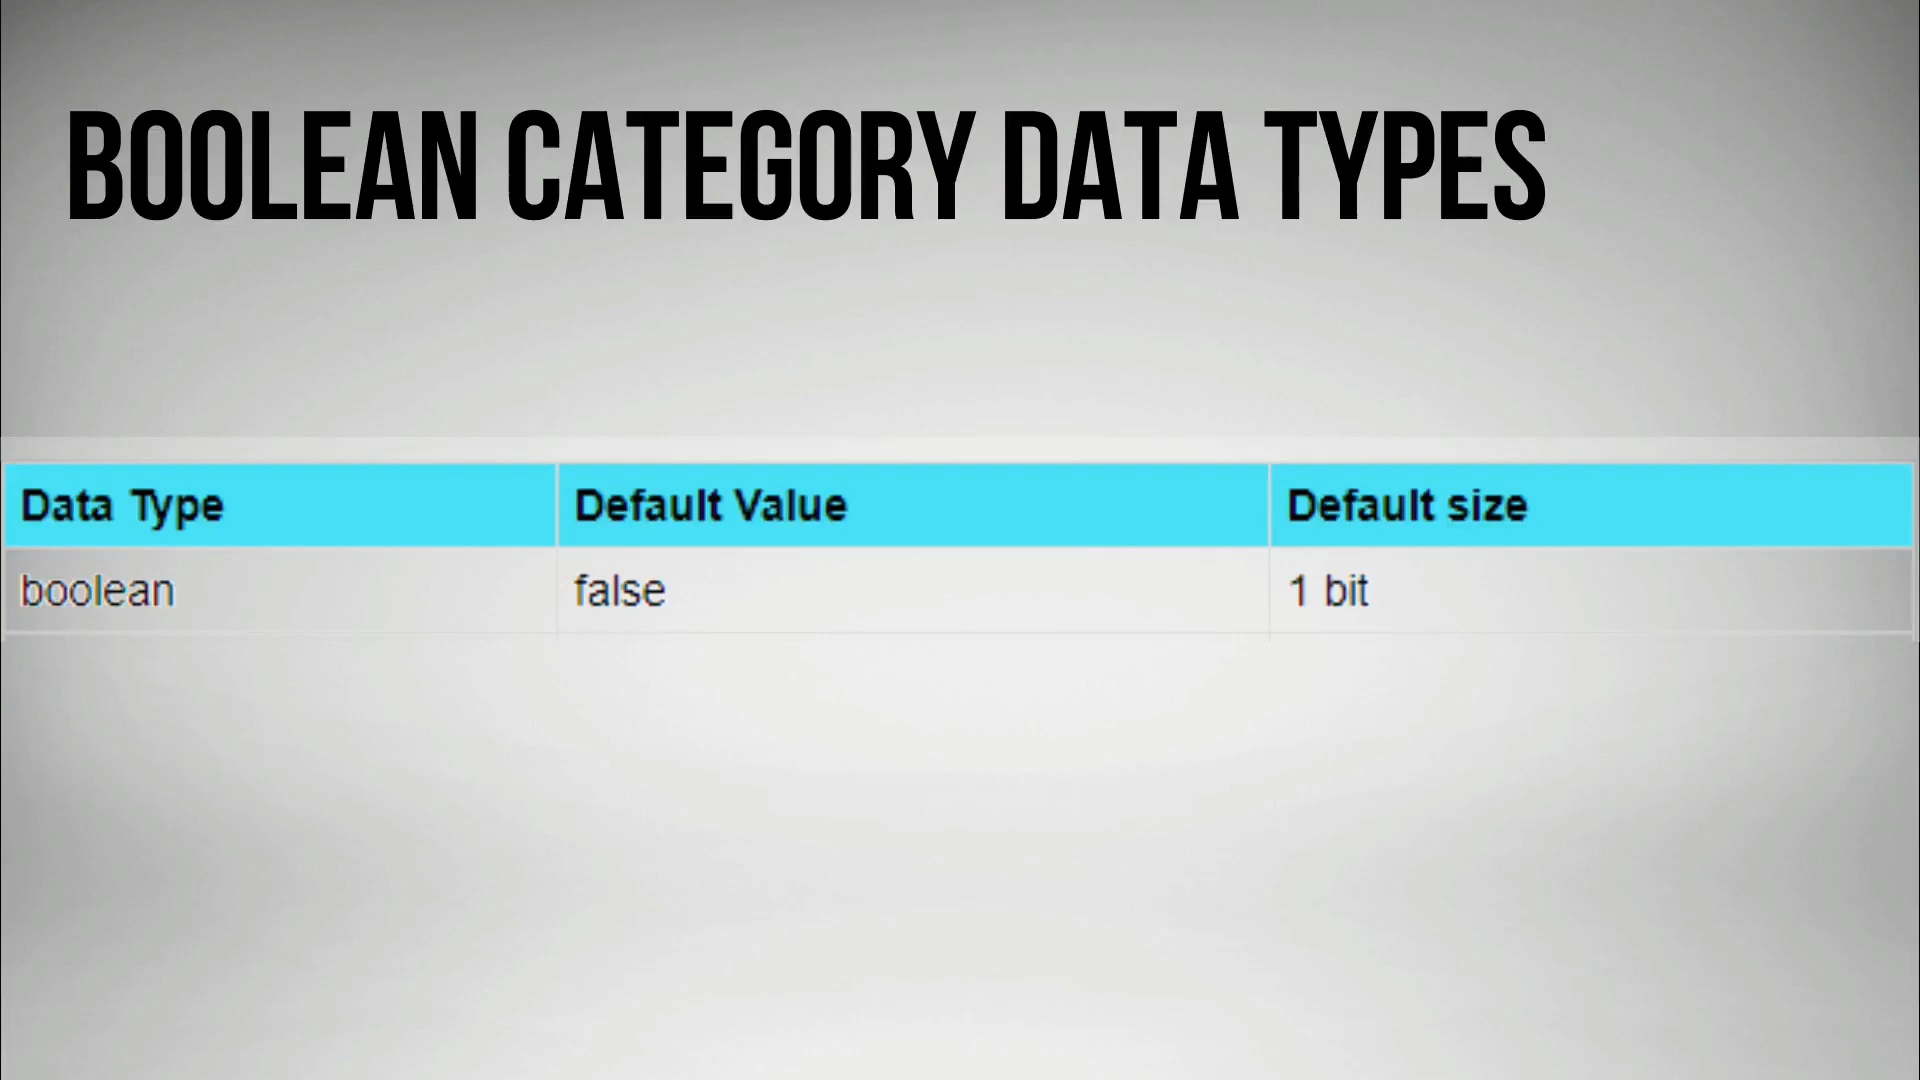 BOOLEAN CATEGORY DATA TYPES
Data Type Default Value Default size
boolean false 1 bit